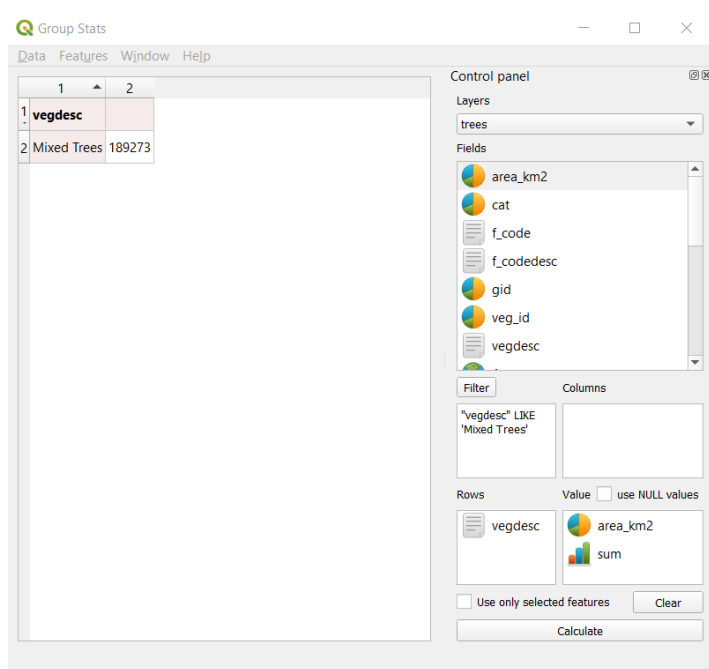 Group Stats
Data Features Window Help
1 2
1 vegdesc
2 Mixed Trees 189273
Control panel
Layers
trees
Fields
area_km2
cat
f_code
f_codedesc
gid
veg_id
vegdesc
Filter Columns
"vegdesc" LIKE
'Mixed Trees'
Rows Value use NULL values
vegdesc area_km2
sum
Use only selected features Clear
Calculate